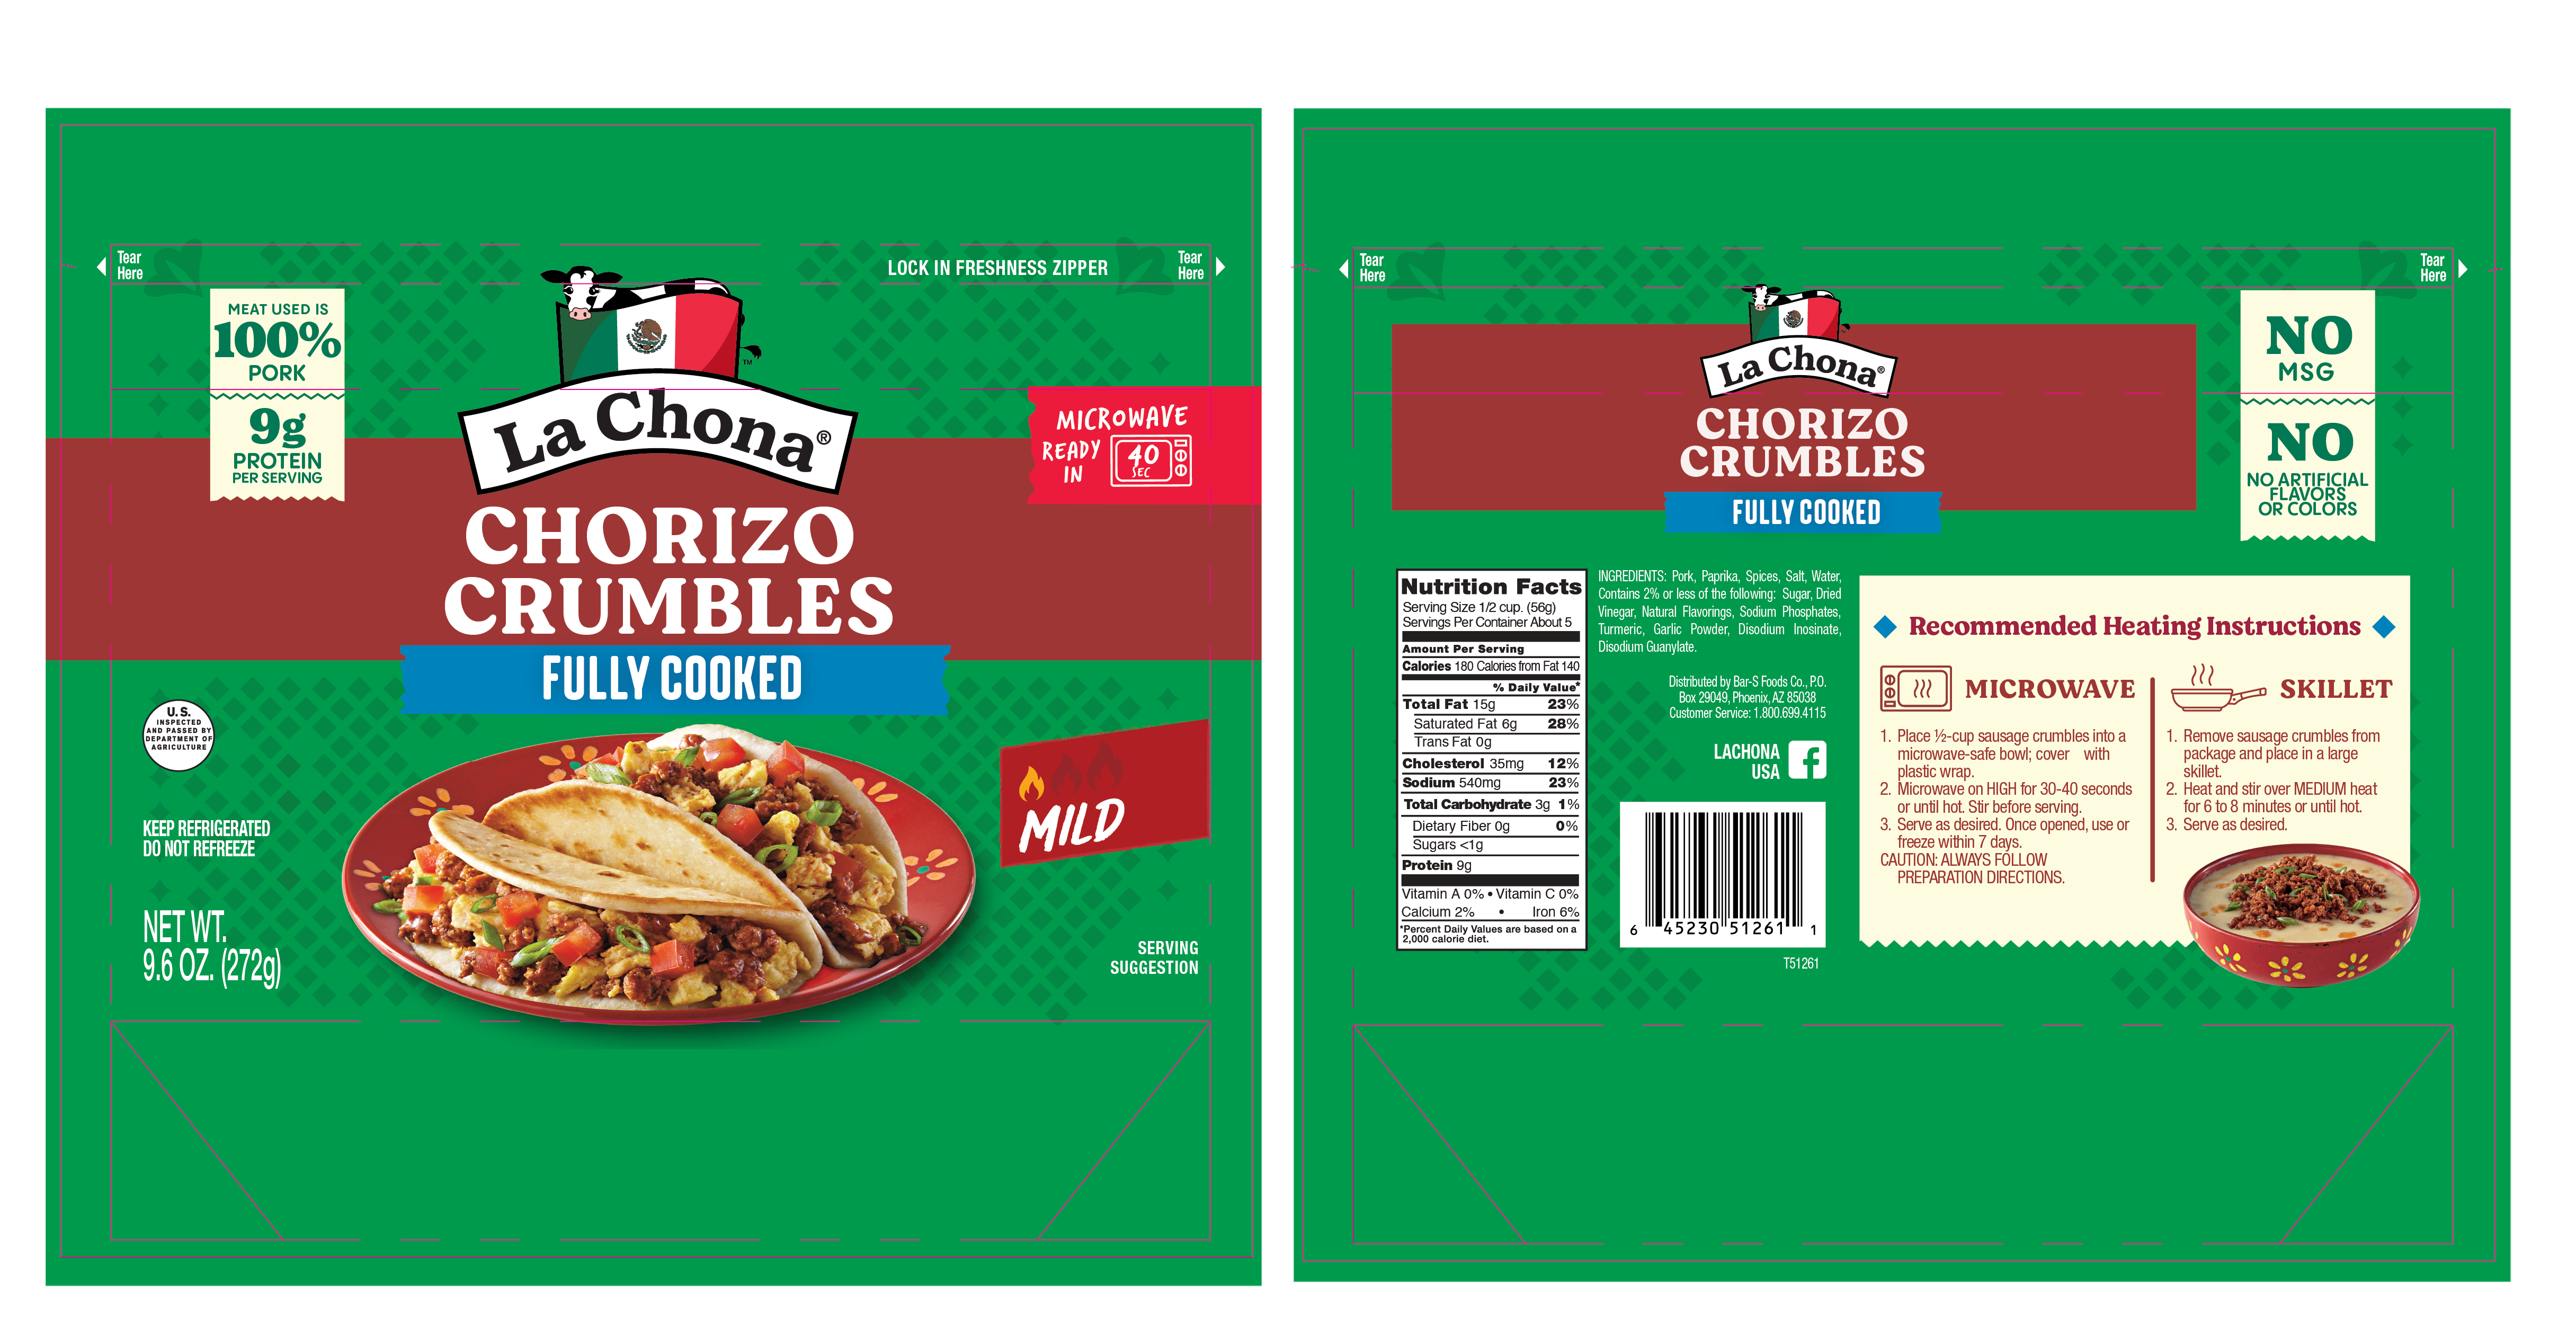 Tear
Here
LOCK IN FRESHNESS ZIPPER
Tear
Here
MEAT USED IS
100%
PORK
9g
PROTEIN
PER SERVING
™
La Chona®
MICROWAVE
READY
IN
40
SEC
CHORIZO
CRUMBLES
FULLY COOKED
U.S.
INSPECTED
AND PASSED BY
DEPARTMENT OF
AGRICULTURE
MILD
KEEP REFRIGERATED
DO NOT REFREEZE
NET WT.
9.6 OZ. (272g)
SERVING
SUGGESTION
Tear
Here
Tear
Here
La Chona®
CHORIZO
CRUMBLES
FULLY COOKED
NO
MSG
NO
NO ARTIFICIAL
FLAVORS
OR COLORS
Nutrition Facts
Serving Size 1/2 cup. (56g)
Servings Per Container About 5
Amount Per Serving
Calories 180 Calories from Fat 140
% Daily Value*
Total Fat 15g 23%
Saturated Fat 6g 28%
Trans Fat 0g
Cholesterol 35mg 12%
Sodium 540mg 23%
Total Carbohydrate 3g 1%
Dietary Fiber 0g 0%
Sugars <1g
Protein 9g
Vitamin A 0% • Vitamin C 0%
Calcium 2% • Iron 6%
*Percent Daily Values are based on a
2,000 calorie diet.
INGREDIENTS: Pork, Paprika, Spices, Salt, Water,
Contains 2% or less of the following: Sugar, Dried
Vinegar, Natural Flavorings, Sodium Phosphates,
Turmeric, Garlic Powder, Disodium Inosinate,
Disodium Guanylate.
Distributed by Bar-S Foods Co., P.O.
Box 29049, Phoenix, AZ 85038
Customer Service: 1.800.699.4115
LACHONA
USA
6 45230 51261 1
T51261
Recommended Heating Instructions
MICROWAVE
1. Place ½-cup sausage crumbles into a
microwave-safe bowl; cover with
plastic wrap.
2. Microwave on HIGH for 30-40 seconds
or until hot. Stir before serving.
3. Serve as desired. Once opened, use or
freeze within 7 days.
CAUTION: ALWAYS FOLLOW
PREPARATION DIRECTIONS.
SKILLET
1. Remove sausage crumbles from
package and place in a large
skillet.
2. Heat and stir over MEDIUM heat
for 6 to 8 minutes or until hot.
3. Serve as desired.